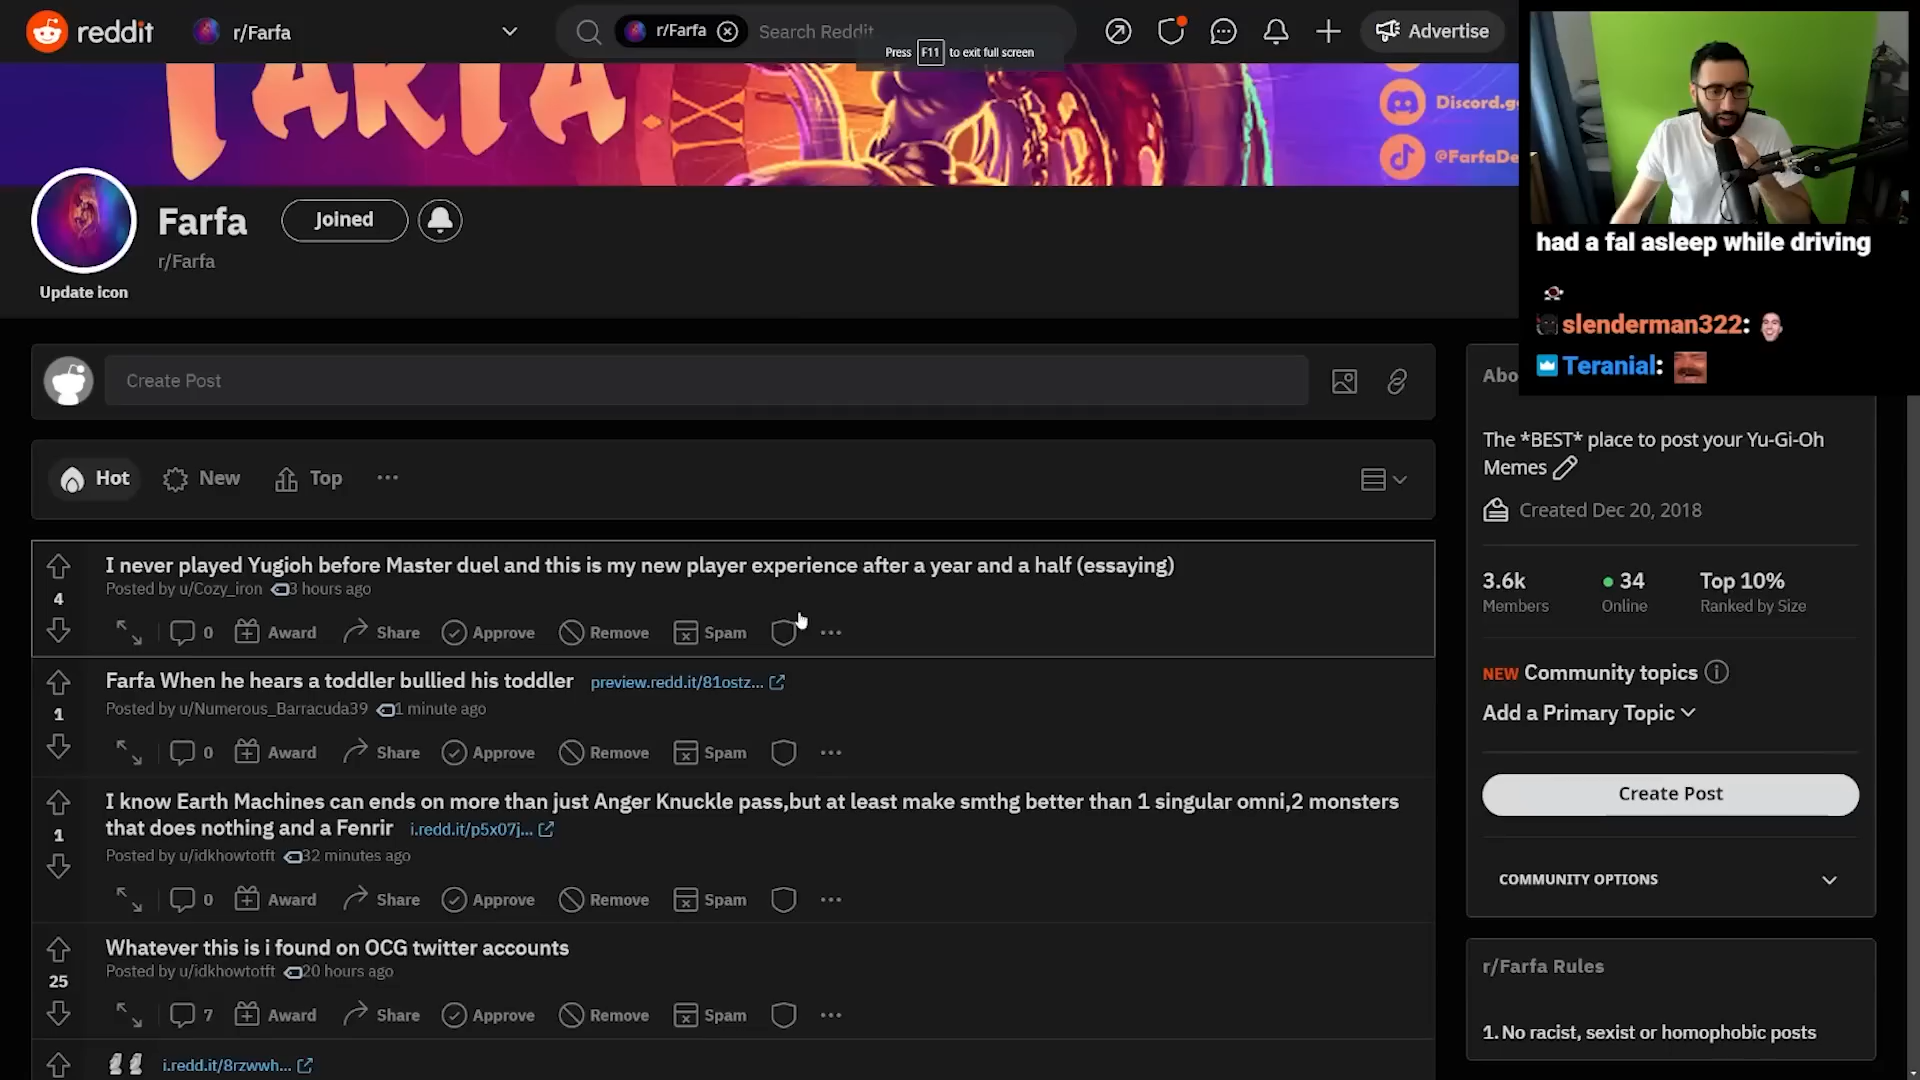 reddit
r/Farfa
r/Farfa
Search Reddit
Advertise
Press F11 to exit full screen
FARFA
Discord.g
@FarfaDe
Farfa
r/Farfa
Joined
Update icon
had a fal asleep while driving
slenderman322:
Teranial:
Create Post
Hot
New
Top
I never played Yugioh before Master duel and this is my new player experience after a year and a half (essaying)
Posted by u/Cozy_iron 3 hours ago
4
0 Award Share Approve Remove Spam
Farfa When he hears a toddler bullied his toddler preview.redd.it/81ostz...
Posted by u/Numerous_Barracuda39 1 minute ago
1
0 Award Share Approve Remove Spam
I know Earth Machines can ends on more than just Anger Knuckle pass,but at least make smthg better than 1 singular omni,2 monsters
that does nothing and a Fenrir i.redd.it/p5x07j...
1
Posted by u/idkhowtotft 32 minutes ago
0 Award Share Approve Remove Spam
Whatever this is i found on OCG twitter accounts
Posted by u/idkhowtotft 20 hours ago
25
7 Award Share Approve Remove Spam
i.redd.it/8rzwwh...
Abo
The *BEST* place to post your Yu-Gi-Oh
Memes
Created Dec 20, 2018
3.6k 34 Top 10%
Members Online Ranked by Size
NEW Community topics
Add a Primary Topic
Create Post
COMMUNITY OPTIONS
r/Farfa Rules
1. No racist, sexist or homophobic posts